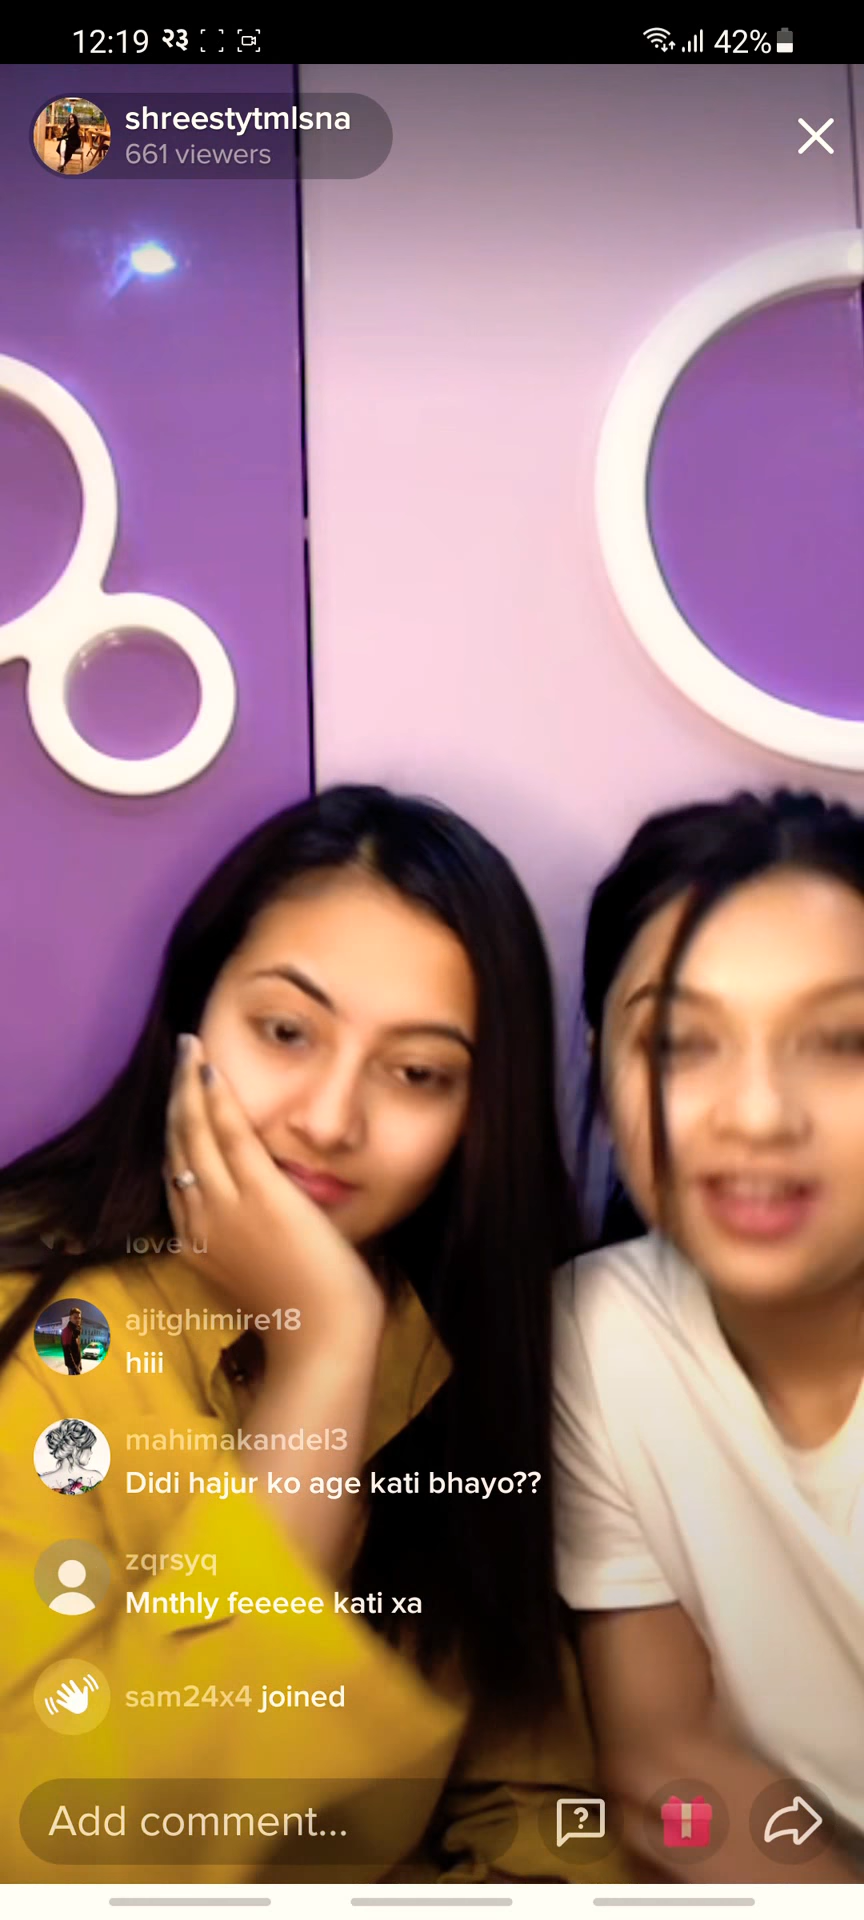 12:19 २३ 42%
shreestytmlsna
661 viewers
love u
ajitghimire18
hiii
mahimakandel3
Didi hajur ko age kati bhayo??
zqrsyq
Mnthly feeeee kati xa
sam24x4 joined
Add comment...